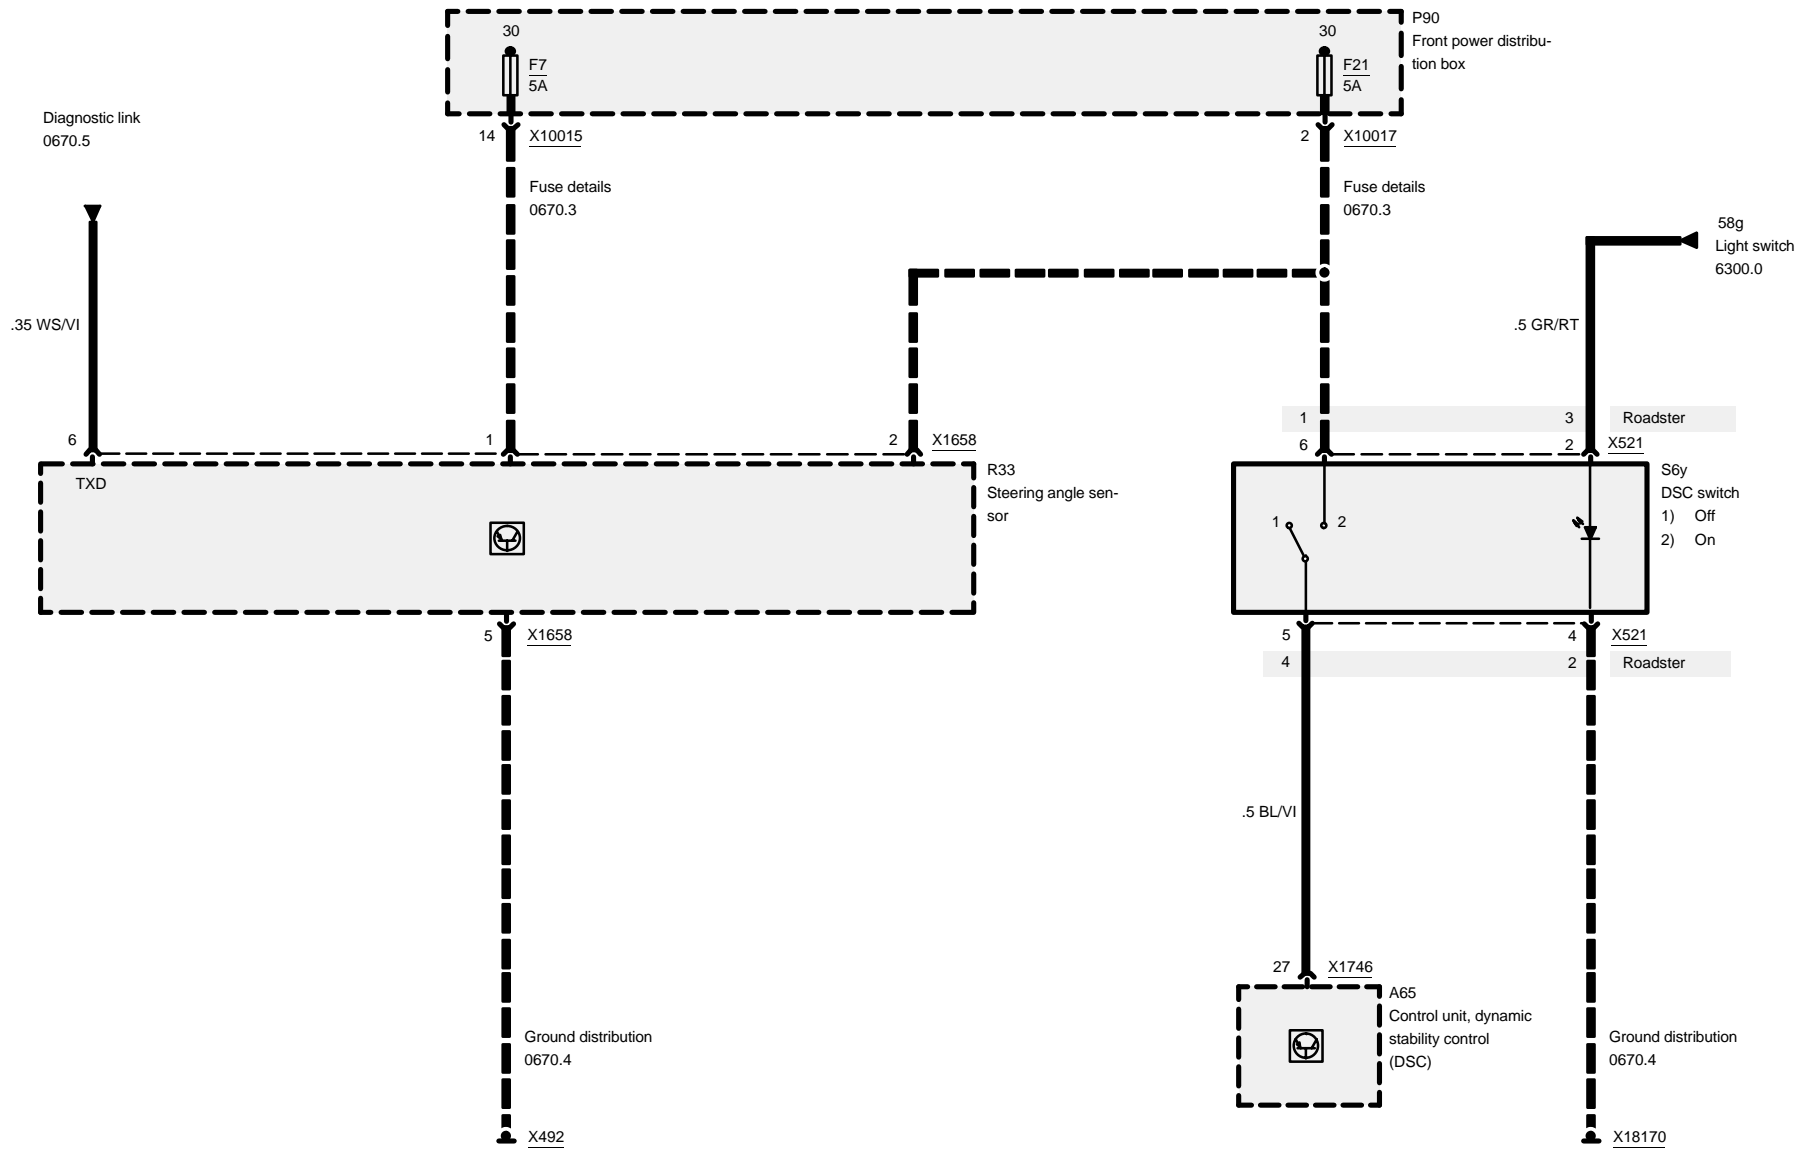 P90
30
30
Front power distribu-
tion box
F7
5A
F21
5A
Diagnostic link
0670.5
14 X10015
2 X10017
Fuse details
0670.3
Fuse details
0670.3
58g
Light switch
6300.0
.35 WS/VI
.5 GR/RT
1 3 Roadster
6 1 2 X1658
6 2 X521
R33
Steering angle sen-
sor
TXD
S6y
DSC switch
1) Off
2) On
1 2
5 X1658
5 4 X521
4 2 Roadster
.5 BL/VI
27 X1746
A65
Control unit, dynamic
stability control
(DSC)
Ground distribution
0670.4
Ground distribution
0670.4
X492
X18170